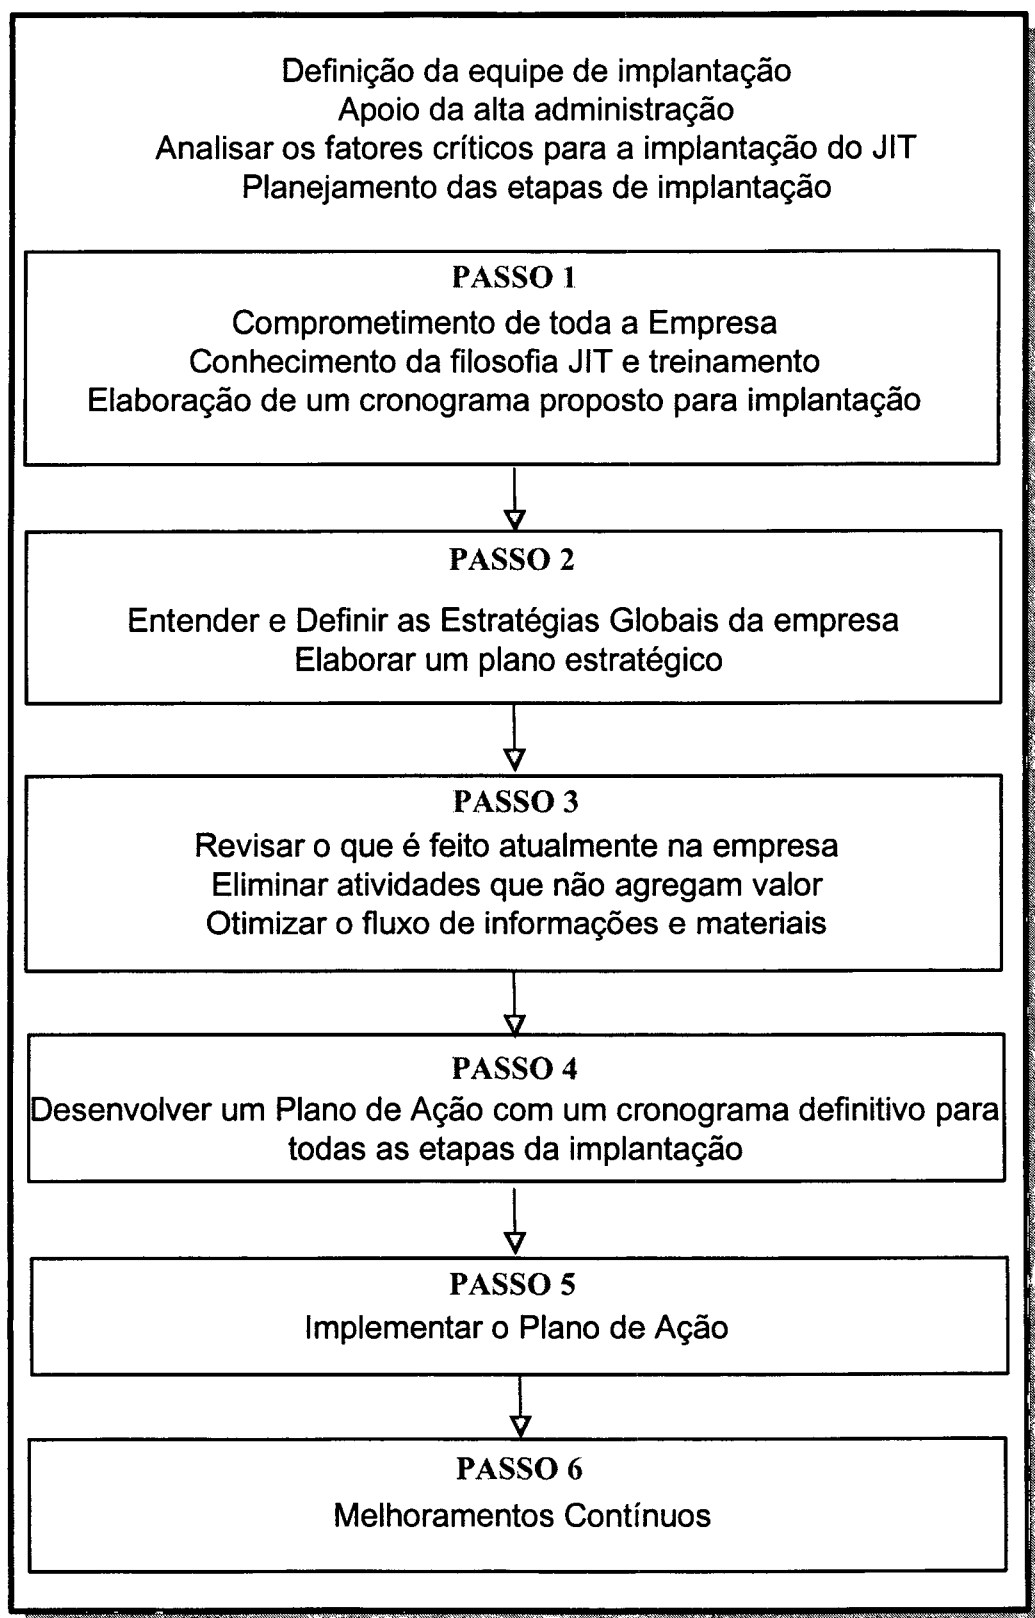 Definição da equipe de implantação
Apoio da alta administração
Analisar os fatores críticos para a implantação do JIT
Planejamento das etapas de implantação
PASSO 1
Comprometimento de toda a Empresa
Conhecimento da filosofia JIT e treinamento
Elaboração de um cronograma proposto para implantação
PASSO 2
Entender e Definir as Estratégias Globais da empresa
Elaborar um plano estratégico
PASSO 3
Revisar o que é feito atualmente na empresa
Eliminar atividades que não agregam valor
Otimizar o fluxo de informações e materiais
PASSO 4
Desenvolver um Plano de Ação com um cronograma definitivo para
todas as etapas da implantação
PASSO 5
Implementar o Plano de Ação
PASSO 6
Melhoramentos Contínuos